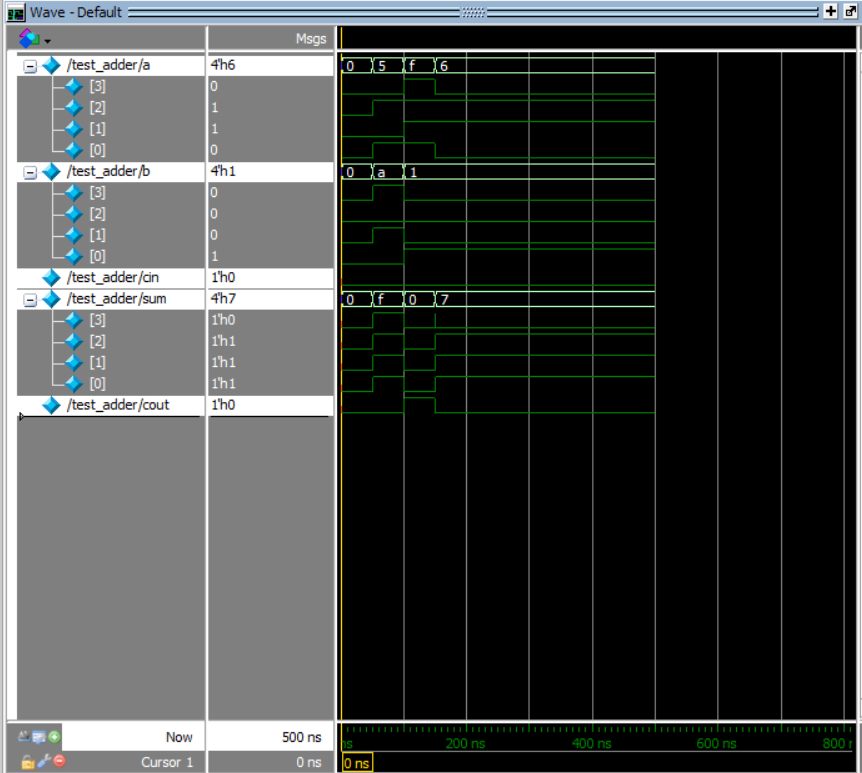 Wave - Default
Msgs
/test_adder/a 4'h6 0 5 f 6
[3] 0
[2] 1
[1] 1
[0] 0
/test_adder/b 4'h1 0 a 1
[3] 0
[2] 0
[1] 0
[0] 1
/test_adder/cin 1'h0
/test_adder/sum 4'h7 0 f 0 7
[3] 1'h0
[2] 1'h1
[1] 1'h1
[0] 1'h1
/test_adder/cout 1'h0
Now 500 ns ns 200 ns 400 ns 600 ns 800 r
Cursor 1 0 ns 0 ns